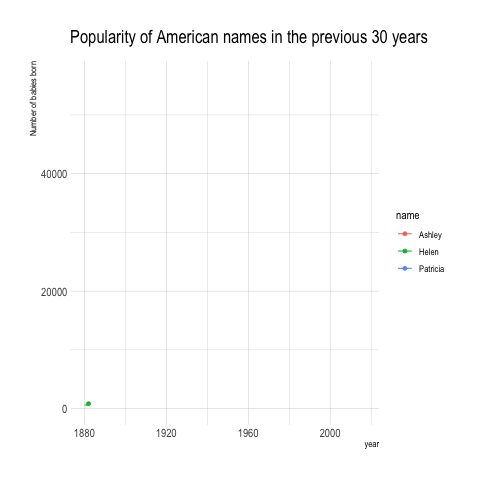 Popularity of American names in the previous 30 years
Number of babies born
40000
20000
0
1880 1920 1960 2000
year
name
Ashley
Helen
Patricia